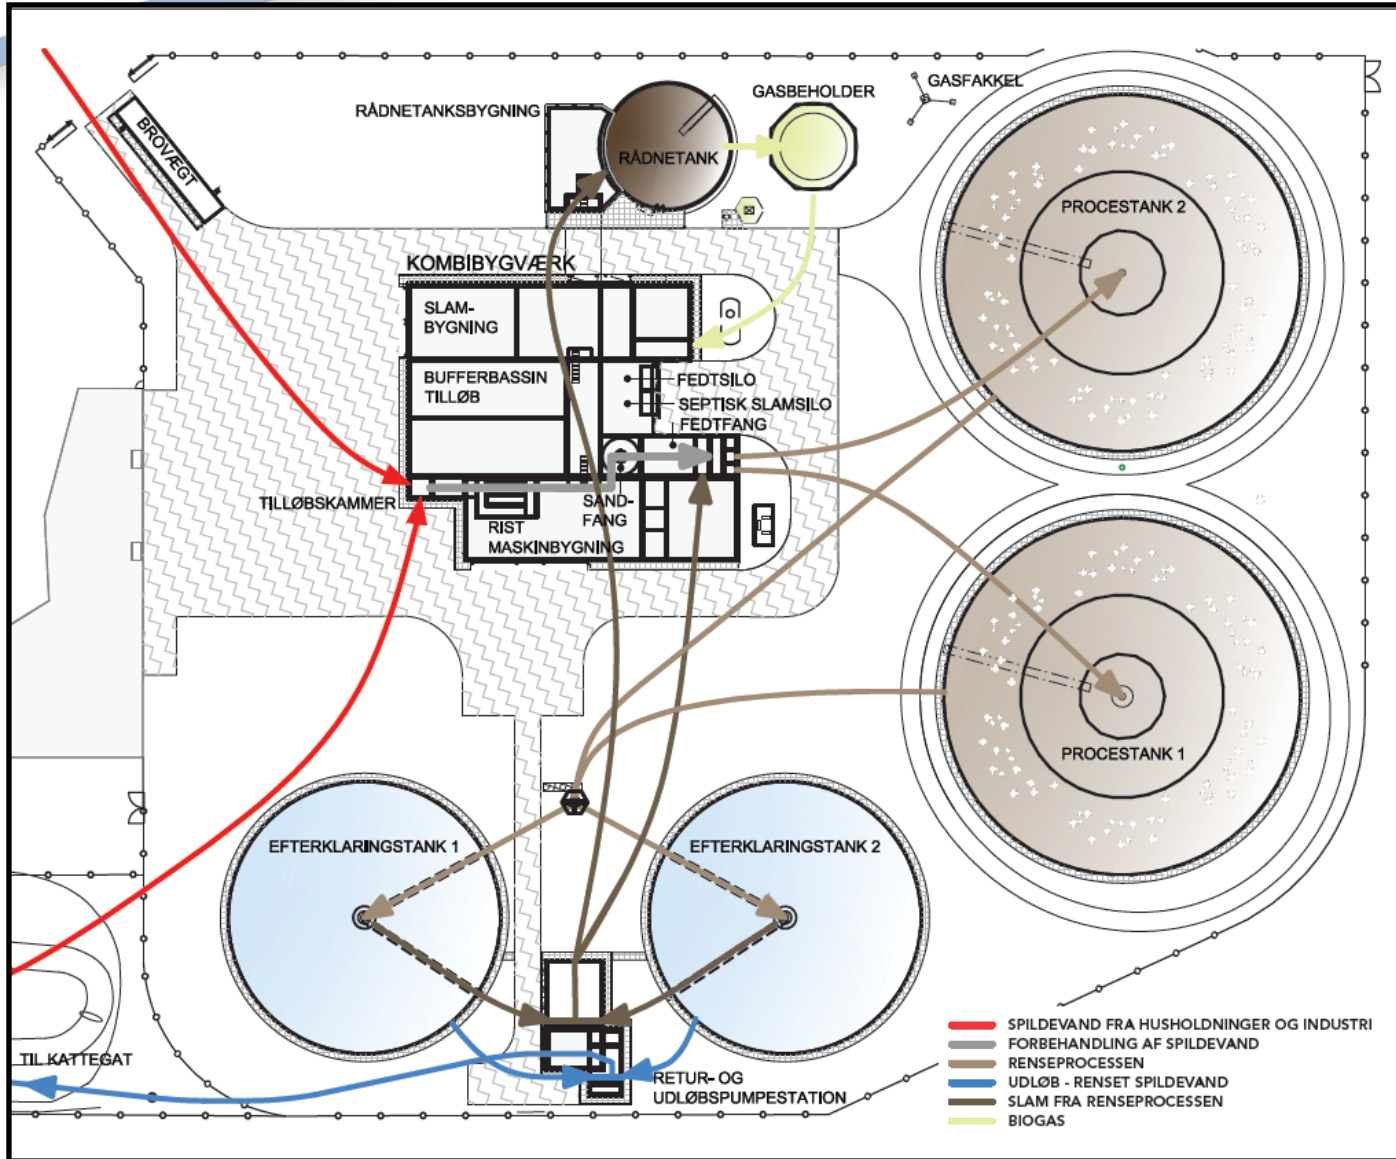 GASFAKKEL
GASBEHOLDER
RÅDNETANKSBYGNING
BROVÆGT
RÅDNETANK
PROCESTANK 2
KOMBIBYGVÆRK
SLAM-
BYGNING
BUFFERBASSIN
TILLØB
FEDTSILO
SEPTISK SLAMSILO
FEDTFANG
TILLØBSKAMMER
SAND-
FANG
RIST
MASKINBYGNING
PROCESTANK 1
EFTERKLARINGSTANK 1
EFTERKLARINGSTANK 2
TIL KATTEGAT
RETUR- OG
UDLØBSPUMPESTATION
SPILDEVAND FRA HUSHOLDNINGER OG INDUSTRI
FORBEHANDLING AF SPILDEVAND
RENSEPROCESSEN
UDLØB - RENSET SPILDEVAND
SLAM FRA RENSEPROCESSEN
BIOGAS